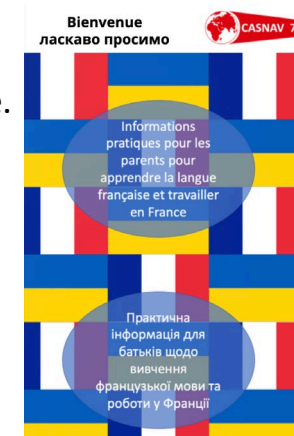 Bienvenue
ласкаво просимо
CASNAV 7
e.
Informations
pratiques pour les
parents pour
apprendre la langue
française et travailler
en France
Практична
інформація для
батьків щодо
вивчення
французької мови та
роботи у Франції